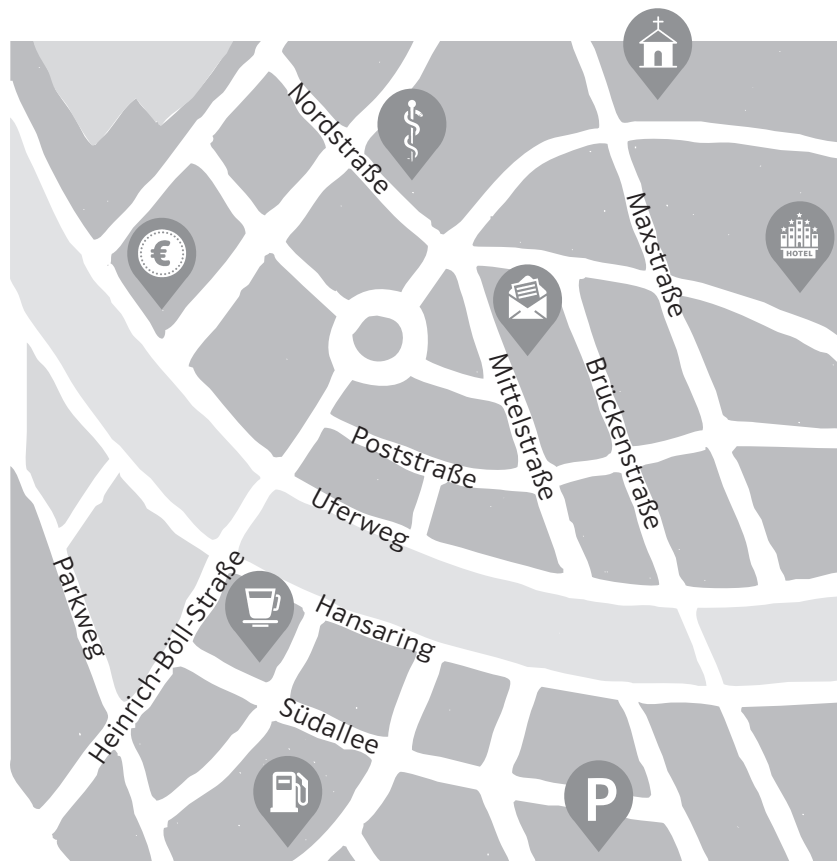 Nordstraße
€
Maxstraße
HOTEL
Mittelstraße
Brückenstraße
Poststraße
Uferweg
Parkweg
Heinrich-Böll-Straße
Hansaring
Südallee
P